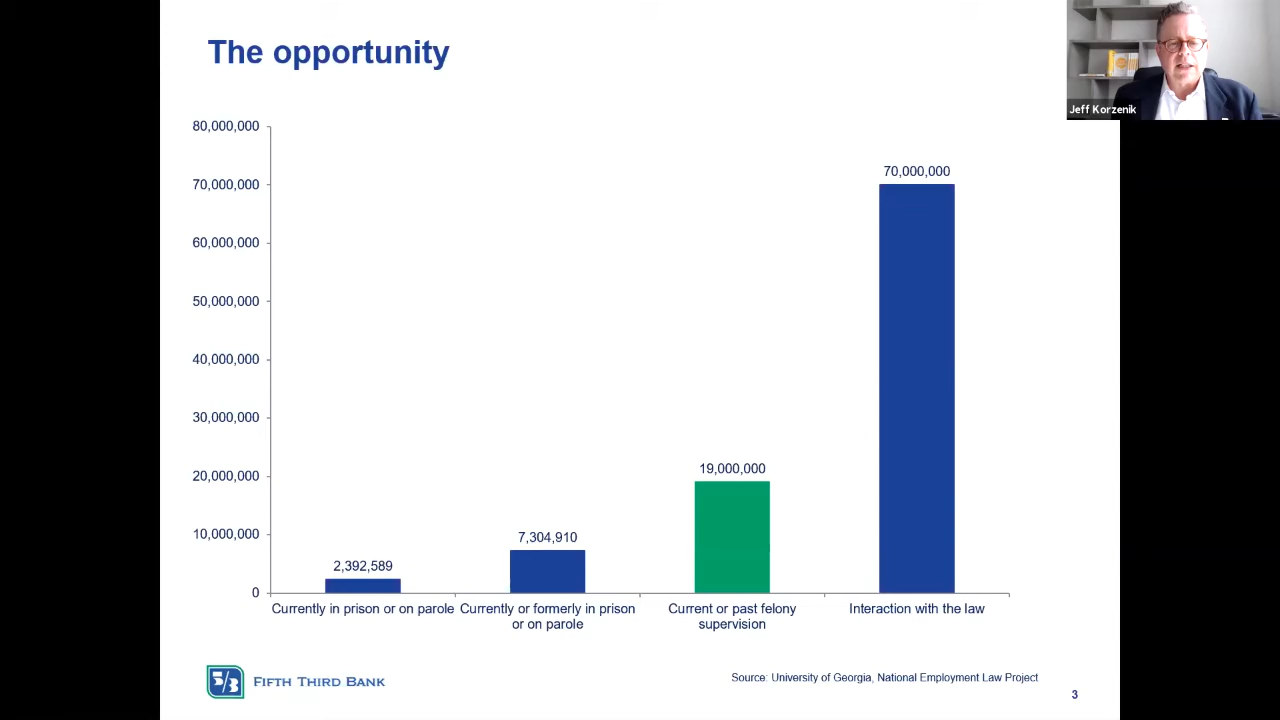 The opportunity
Jeff Korzenik
80,000,000
70,000,000
60,000,000
50,000,000
40,000,000
30,000,000
20,000,000
10,000,000
0
2,392,589
7,304,910
19,000,000
70,000,000
Currently in prison or on parole
Currently or formerly in prison
or on parole
Current or past felony
supervision
Interaction with the law
5/3
FIFTH THIRD BANK
Source: University of Georgia, National Employment Law Project
3